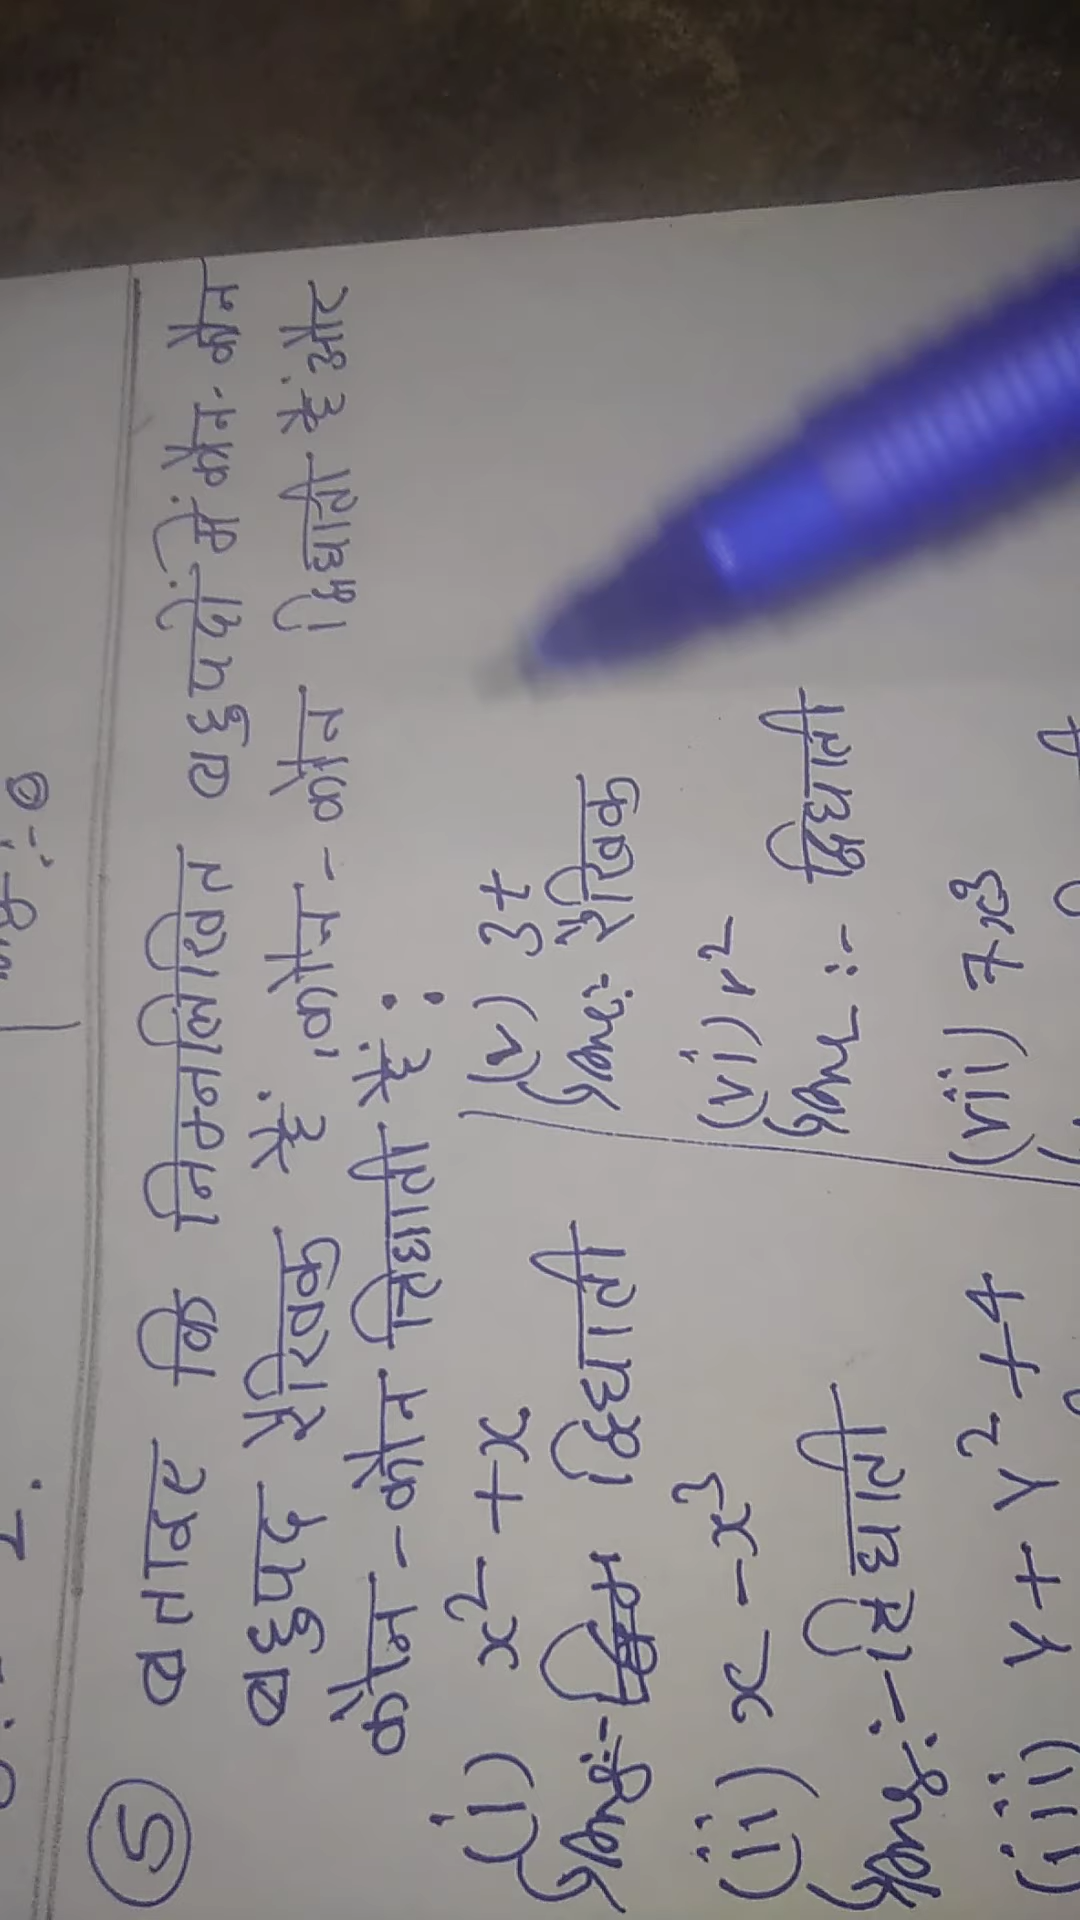 (5) बताइए कि निम्नलिखित बहुपदों में कौन-कौन
बहुपद रैखिक हैं, कौन-कौन द्विघाती हैं और
कौन-कौन त्रिघाती हैं:
(i) x² + x
Ans:- द्विघाती
(ii) x - x³
Ans:- त्रिघाती
(iii) y + y² + 4
(v) 3t
Ans:- रैखिक
(vi) r²
Ans:- द्विघाती
(vii) 7x³